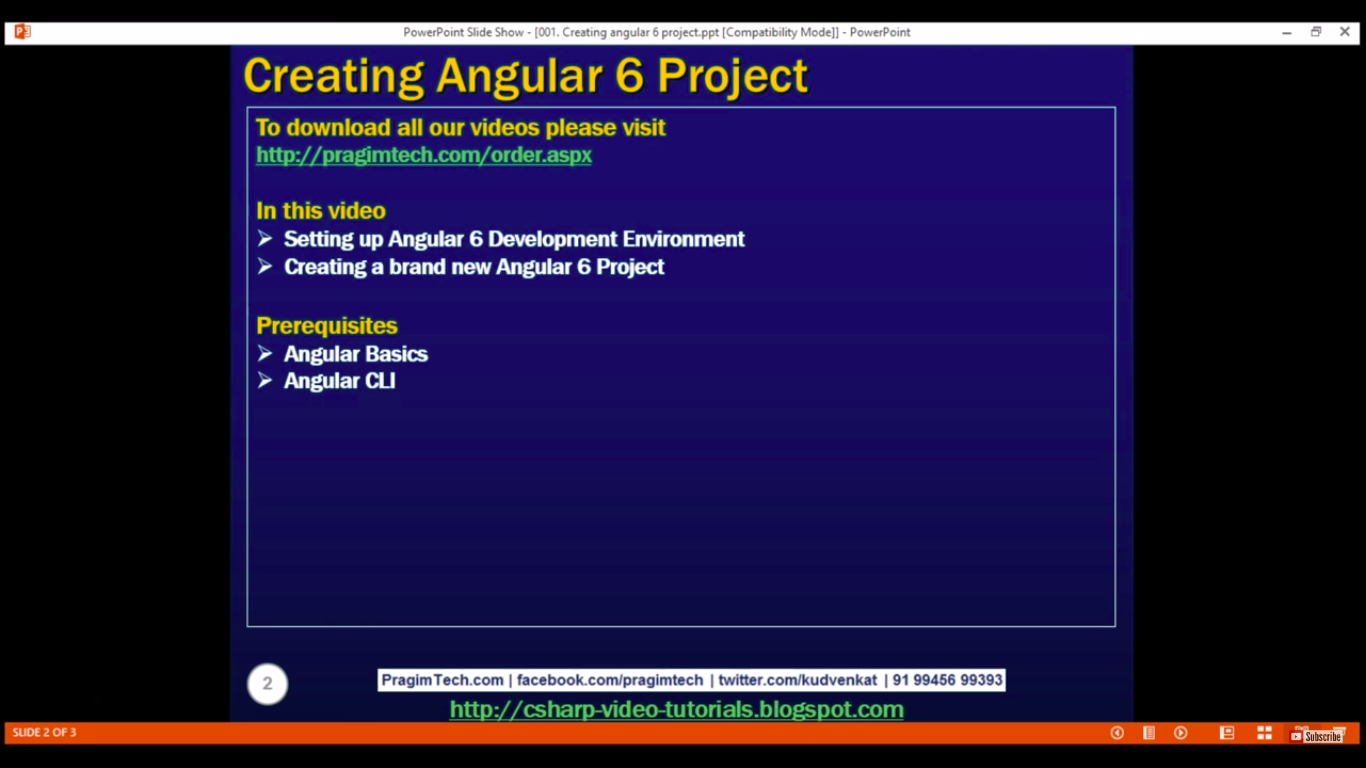 PowerPoint Slide Show - [001. Creating angular 6 project.ppt [Compatibility Mode]] - PowerPoint
Creating Angular 6 Project
To download all our videos please visit
http://pragimtech.com/order.aspx
In this video
Setting up Angular 6 Development Environment
Creating a brand new Angular 6 Project
Prerequisites
Angular Basics
Angular CLI
2
PragimTech.com | facebook.com/pragimtech | twitter.com/kudvenkat | 91 99456 99393
http://csharp-video-tutorials.blogspot.com
SLIDE 2 OF 3
Subscribe